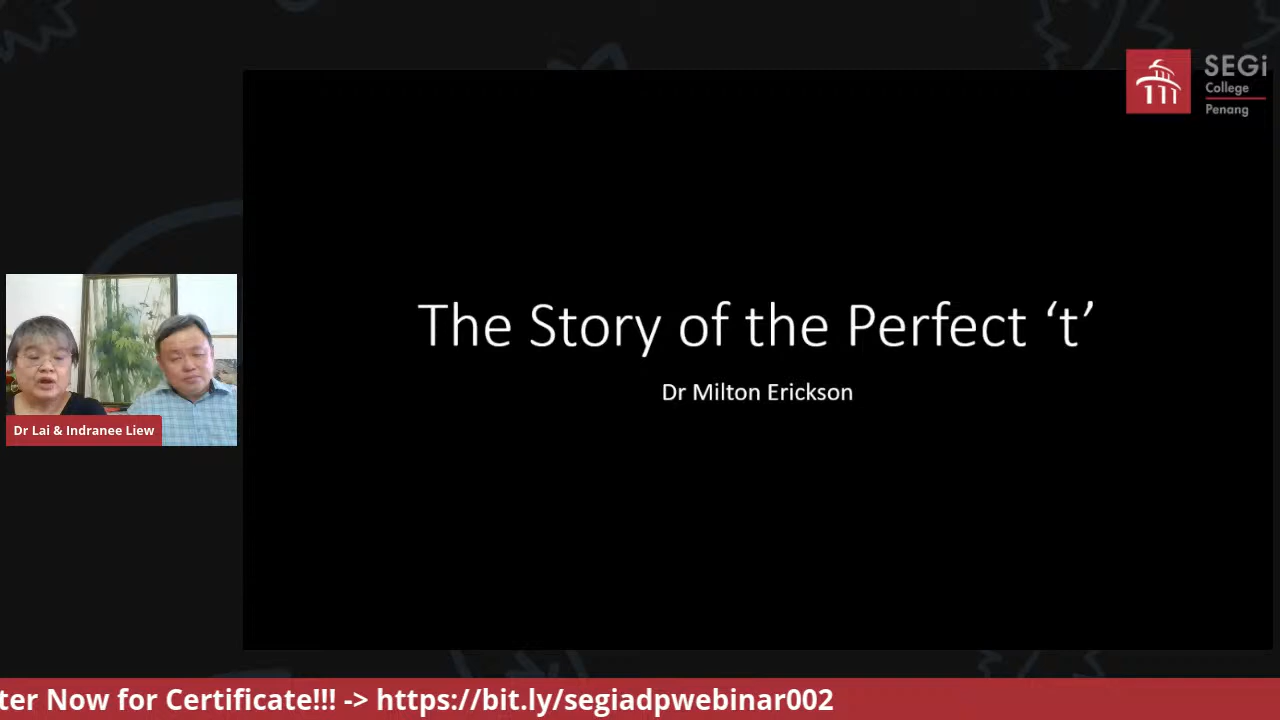 SEGi
College
Penang
The Story of the Perfect ‘t’
Dr Milton Erickson
Dr Lai & Indranee Liew
ter Now for Certificate!!! -> https://bit.ly/segiadpwebinar002